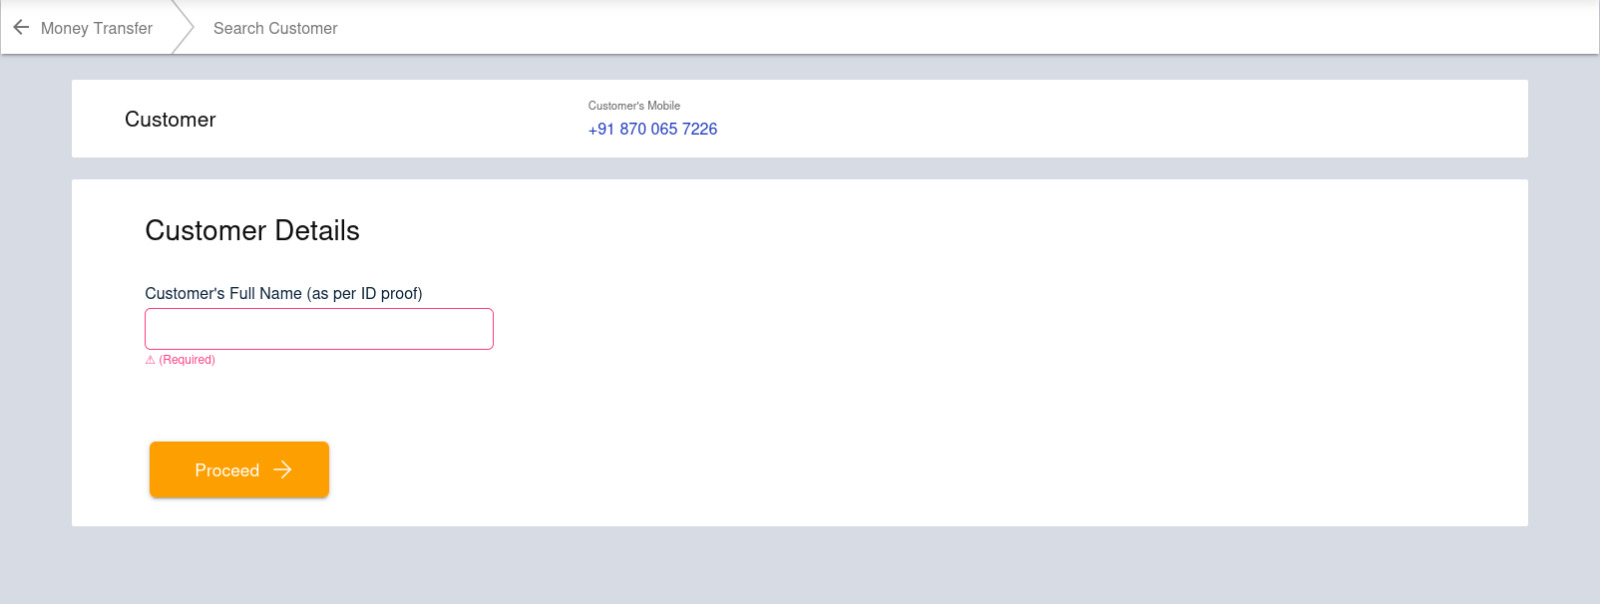 Money Transfer
Search Customer
Customer
Customer's Mobile
+91 870 065 7226
Customer Details
Customer's Full Name (as per ID proof)
⚠ (Required)
Proceed